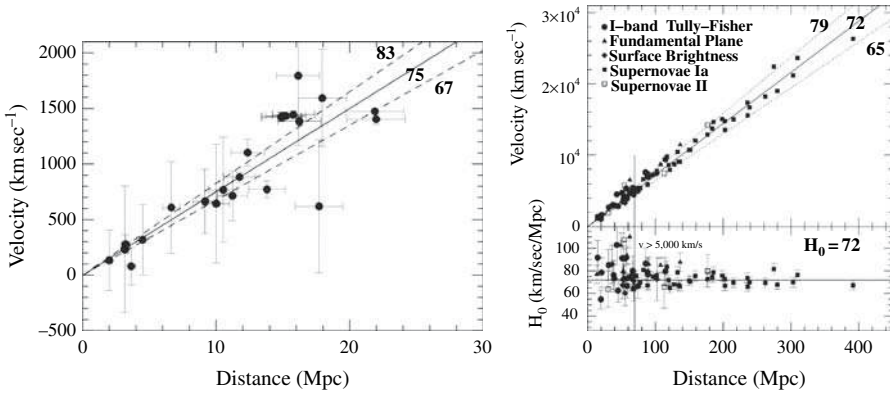 Velocity (km sec⁻¹)
2000
1500
1000
500
0
−500
83
75
67
0
10
20
30
Distance (Mpc)
Velocity (km sec⁻¹)
3×10⁴
2×10⁴
10⁴
0
I−band Tully−Fisher
Fundamental Plane
Surface Brightness
Supernovae Ia
Supernovae II
79
72
65
H₀ (km/sec/Mpc)
100
80
60
40
v > 5,000 km/s
H₀ = 72
0
100
200
300
400
Distance (Mpc)